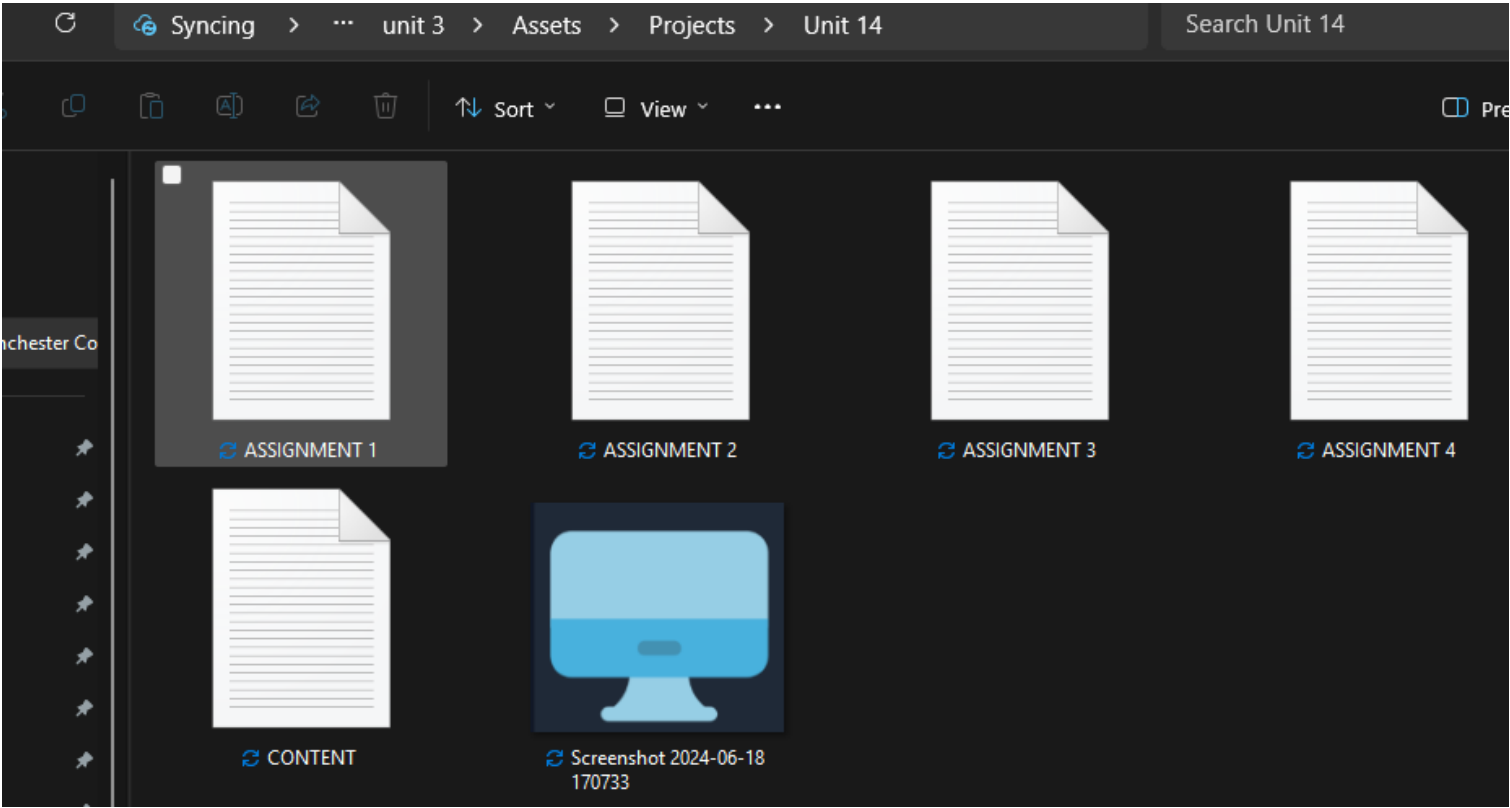 Syncing > ... unit 3 > Assets > Projects > Unit 14
Search Unit 14
Sort
View
...
Pre
nchester Co
ASSIGNMENT 1
ASSIGNMENT 2
ASSIGNMENT 3
ASSIGNMENT 4
CONTENT
Screenshot 2024-06-18
170733